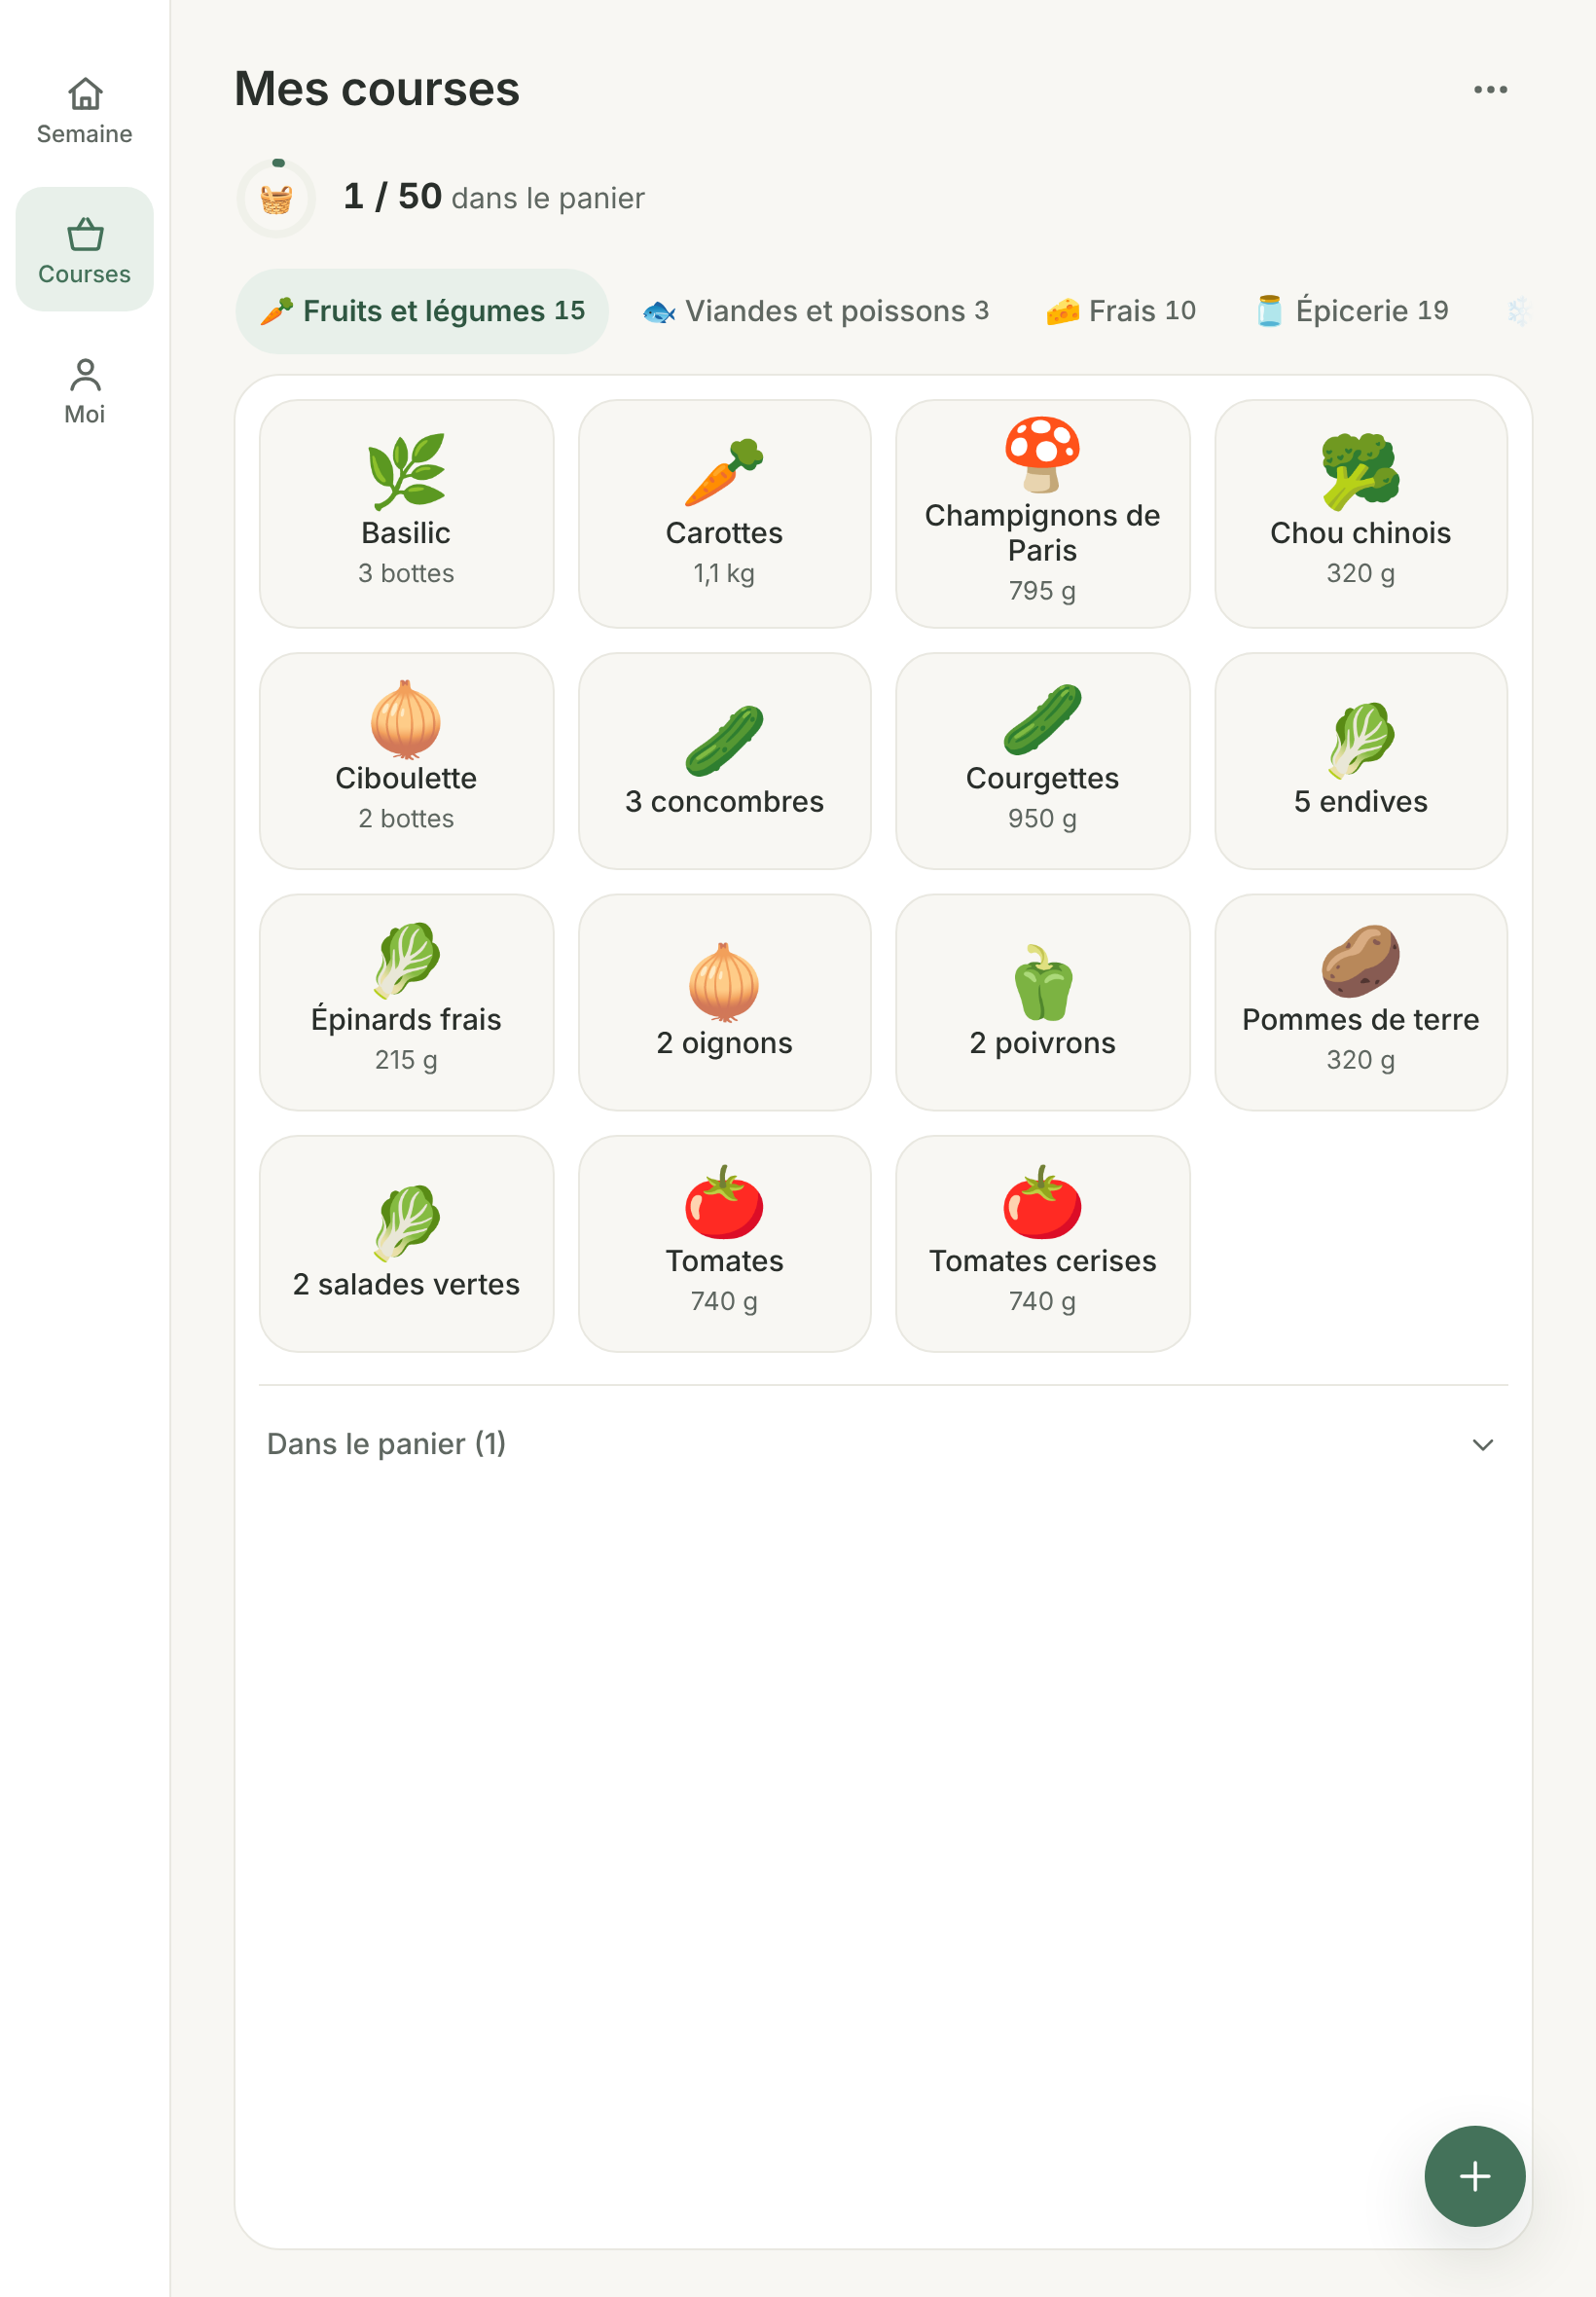 Semaine
Courses
Moi
Mes courses
1 / 50 dans le panier
Fruits et légumes 15
Viandes et poissons 3
Frais 10
Épicerie 19
Basilic
3 bottes
Carottes
1,1 kg
Champignons de
Paris
795 g
Chou chinois
320 g
Ciboulette
2 bottes
3 concombres
Courgettes
950 g
5 endives
Épinards frais
215 g
2 oignons
2 poivrons
Pommes de terre
320 g
2 salades vertes
Tomates
740 g
Tomates cerises
740 g
Dans le panier (1)